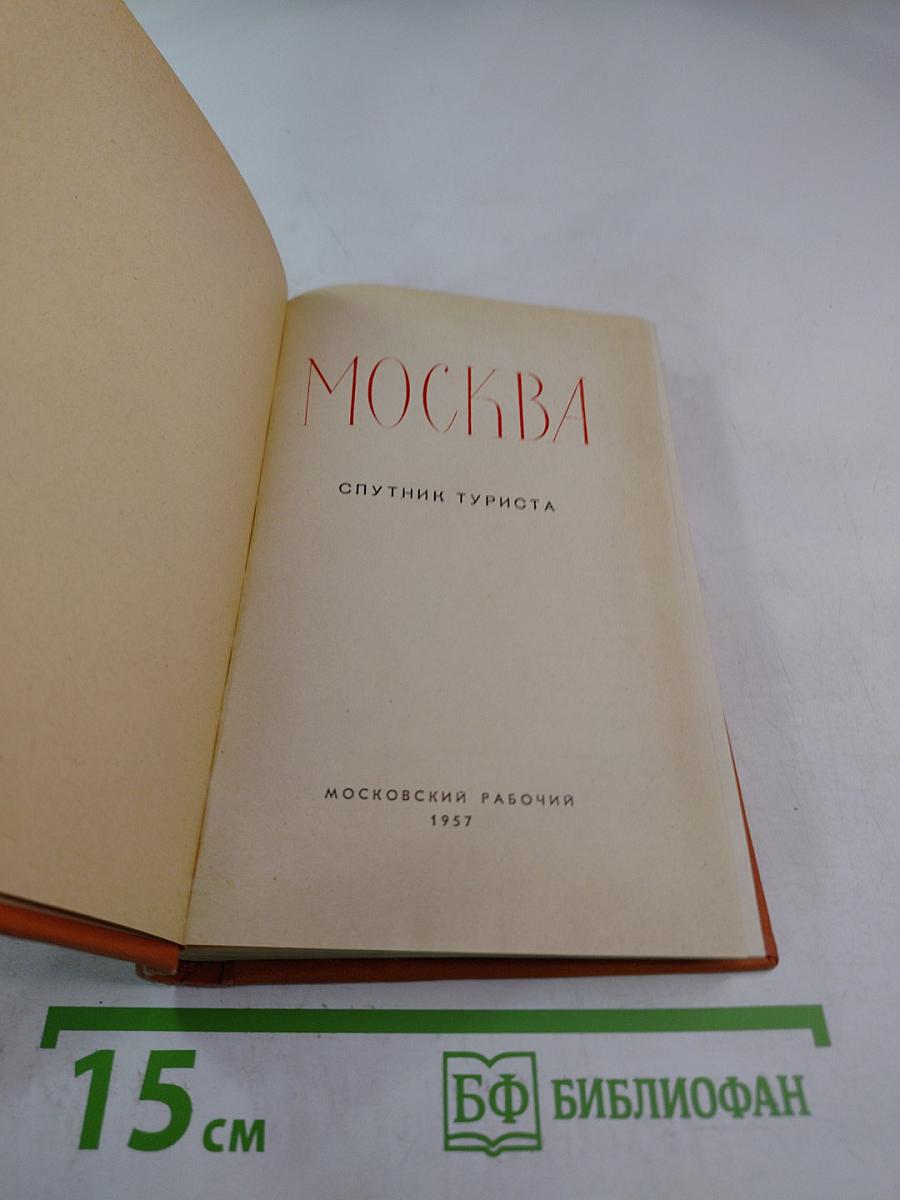 МОСКВА
СПУТНИК ТУРИСТА
МОСКОВСКИЙ РАБОЧИЙ
1957
15 см
БФ БИБЛИОФАН